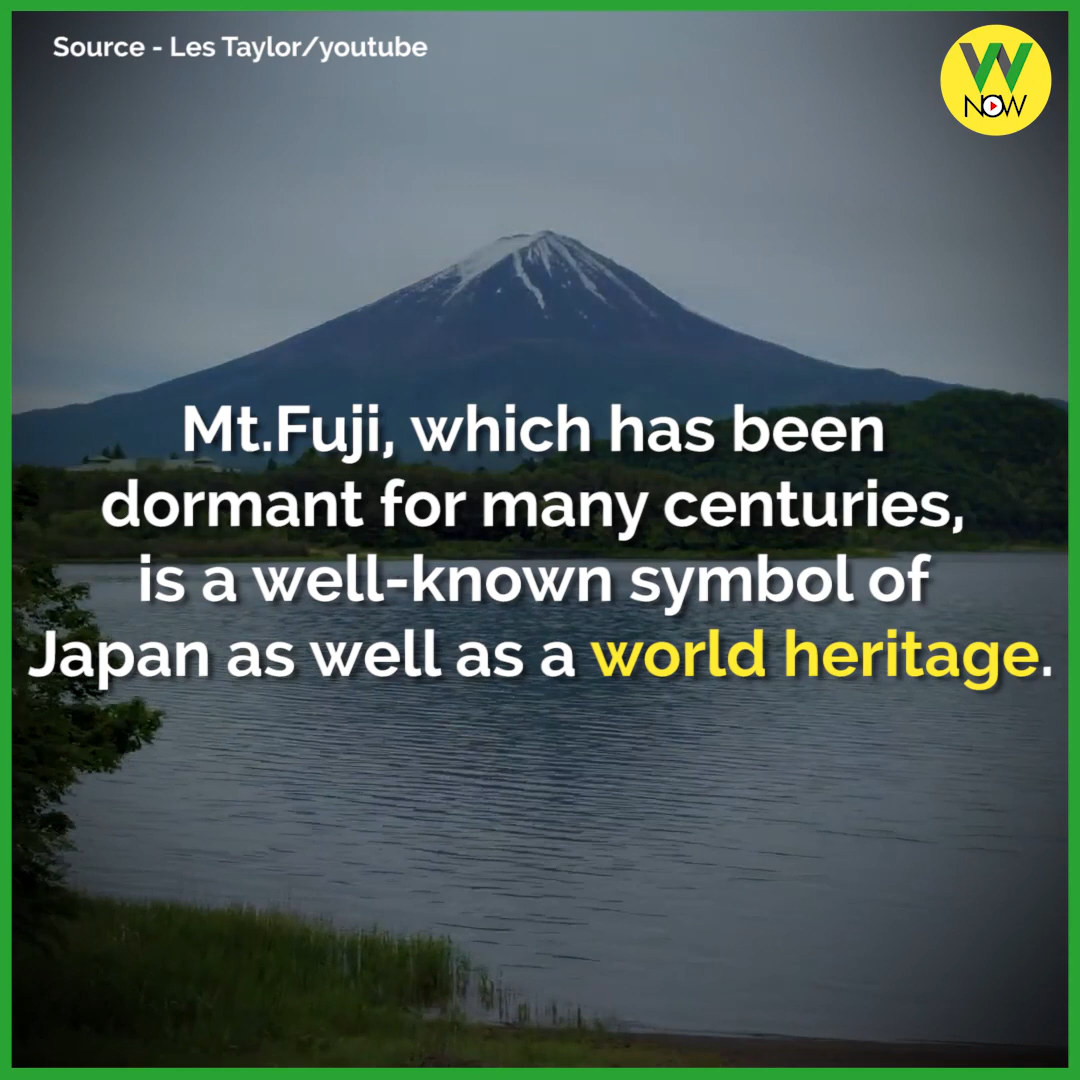 Source - Les Taylor/youtube
W
NOW
Mt.Fuji, which has been
dormant for many centuries,
is a well-known symbol of
Japan as well as a world heritage.